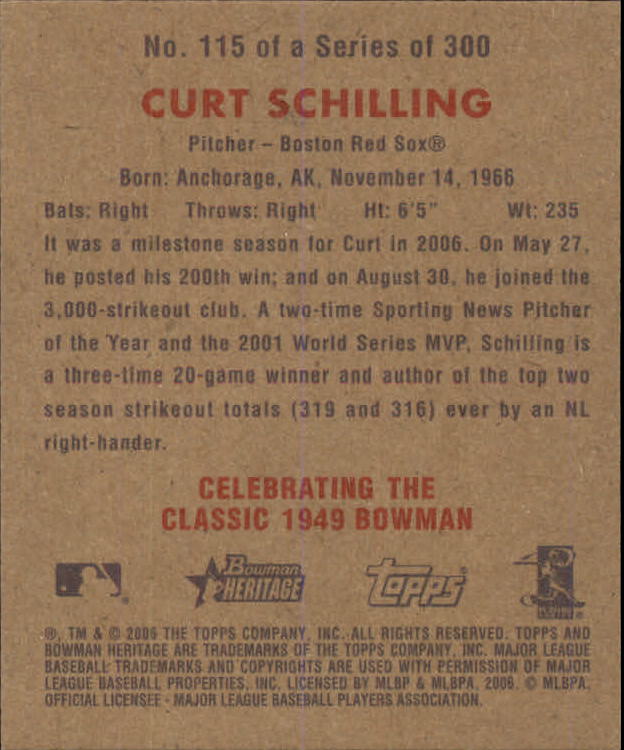 No. 115 of a Series of 300
CURT SCHILLING
Pitcher – Boston Red Sox®
Born: Anchorage, AK, November 14, 1966
Bats: Right Throws: Right Ht: 6'5" Wt: 235
It was a milestone season for Curt in 2006. On May 27,
he posted his 200th win; and on August 30, he joined the
3,000-strikeout club. A two-time Sporting News Pitcher
of the Year and the 2001 World Series MVP, Schilling is
a three-time 20-game winner and author of the top two
season strikeout totals (319 and 316) ever by an NL
right-hander.
CELEBRATING THE
CLASSIC 1949 BOWMAN
Bowman
HERITAGE
TOPPS
®, TM & © 2006 THE TOPPS COMPANY, INC. ALL RIGHTS RESERVED. TOPPS AND
BOWMAN HERITAGE ARE TRADEMARKS OF THE TOPPS COMPANY, INC. MAJOR LEAGUE
BASEBALL TRADEMARKS AND COPYRIGHTS ARE USED WITH PERMISSION OF MAJOR
LEAGUE BASEBALL PROPERTIES, INC. LICENSED BY MLBP & MLBPA, 2006. © MLBPA.
OFFICIAL LICENSEE - MAJOR LEAGUE BASEBALL PLAYERS ASSOCIATION.